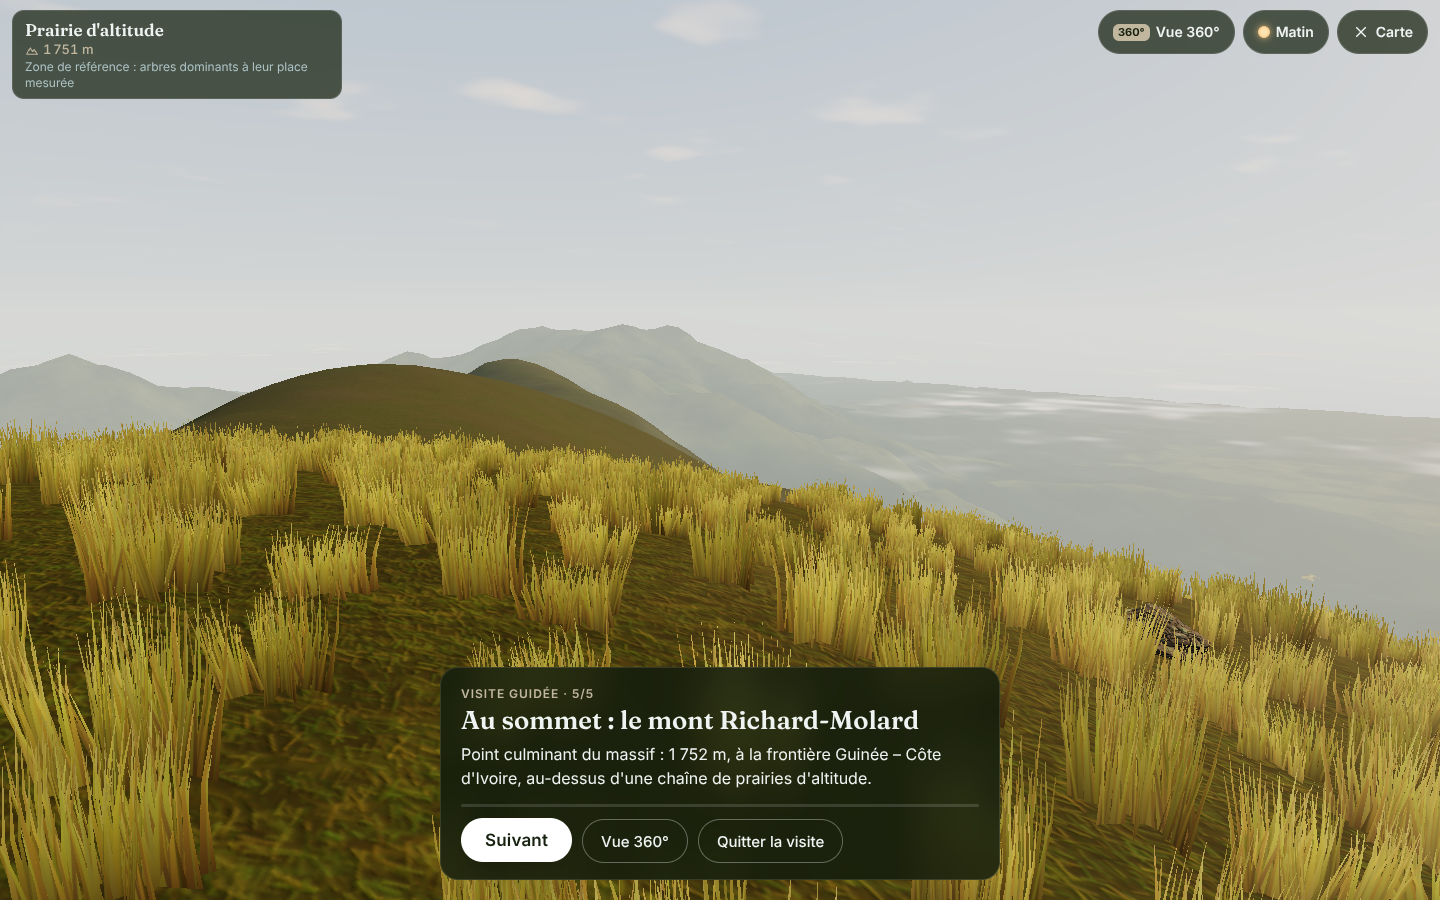 Prairie d'altitude
1 751 m
Zone de référence : arbres dominants à leur place
mesurée
360° Vue 360°
Matin
Carte
VISITE GUIDÉE · 5/5
Au sommet : le mont Richard-Molard
Point culminant du massif : 1 752 m, à la frontière Guinée – Côte
d'Ivoire, au-dessus d'une chaîne de prairies d'altitude.
Suivant
Vue 360°
Quitter la visite